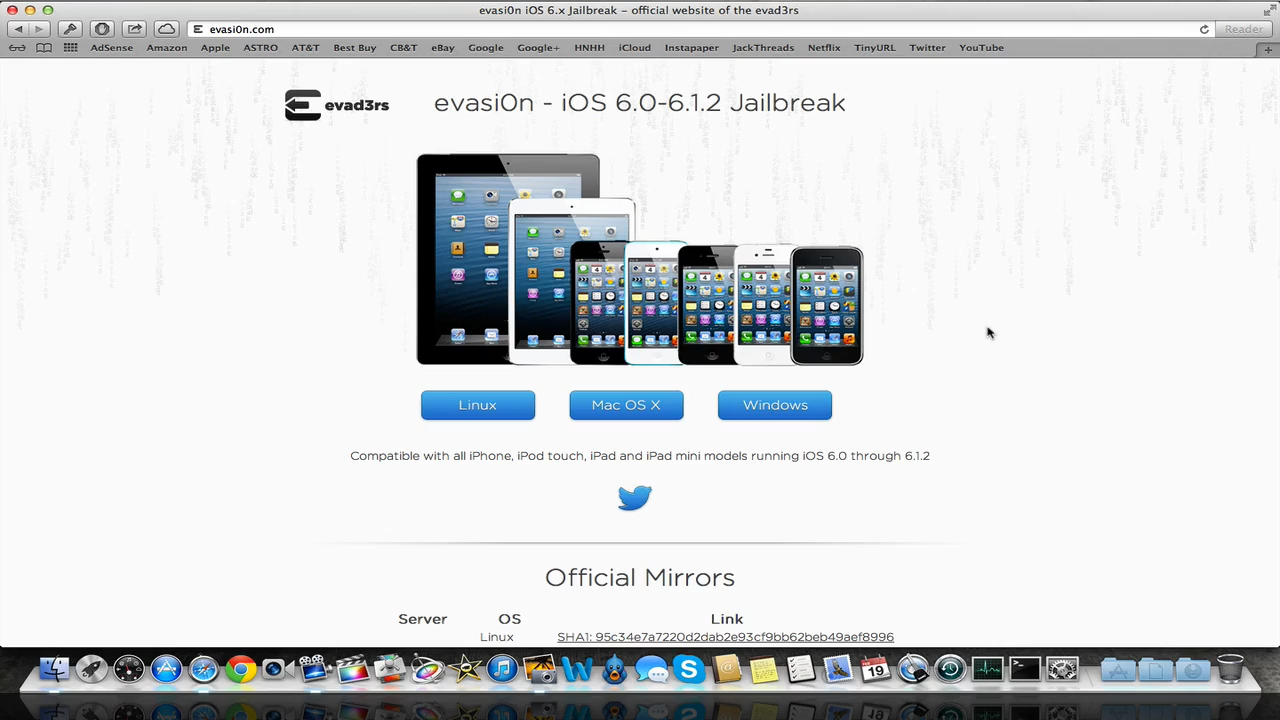 evasi0n iOS 6.x Jailbreak – official website of the evad3rs
evasi0n.com
Reader
AdSense Amazon Apple ASTRO AT&T Best Buy CB&T eBay Google Google+ HNHH iCloud Instapaper JackThreads Netflix TinyURL Twitter YouTube
evad3rs
evasi0n - iOS 6.0-6.1.2 Jailbreak
Linux
Mac OS X
Windows
Compatible with all iPhone, iPod touch, iPad and iPad mini models running iOS 6.0 through 6.1.2
Official Mirrors
Server OS Link
Linux SHA1: 95c34e7a7220d2dab2e93cf9bb62beb49aef8996
19